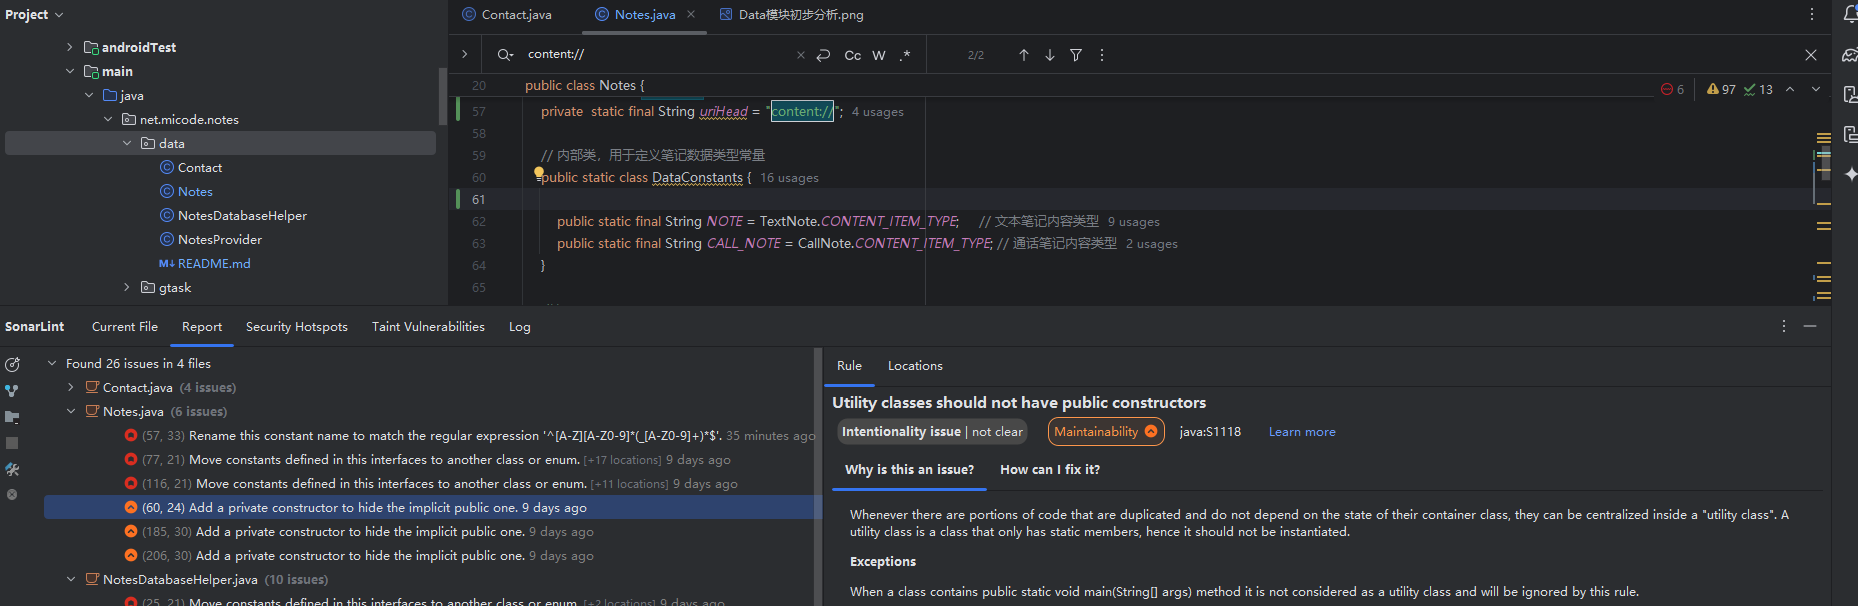 Project
Contact.java
Notes.java
Data模块初步分析.png
androidTest
main
java
net.micode.notes
data
Contact
Notes
NotesDatabaseHelper
NotesProvider
README.md
gtask
content://
Cc
W
.*
2/2
20 public class Notes {
6
97
13
57 private static final String uriHead = "content://"; 4 usages
58
59 // 内部类，用于定义笔记数据类型常量
60 public static class DataConstants { 16 usages
61
62 public static final String NOTE = TextNote.CONTENT_ITEM_TYPE; // 文本笔记内容类型 9 usages
63 public static final String CALL_NOTE = CallNote.CONTENT_ITEM_TYPE; // 通话笔记内容类型 2 usages
64 }
65
SonarLint
Current File
Report
Security Hotspots
Taint Vulnerabilities
Log
Found 26 issues in 4 files
Contact.java (4 issues)
Notes.java (6 issues)
(57, 33) Rename this constant name to match the regular expression '^[A-Z][A-Z0-9]*(_[A-Z0-9]+)*$'. 35 minutes ago
(77, 21) Move constants defined in this interfaces to another class or enum. [+17 locations] 9 days ago
(116, 21) Move constants defined in this interfaces to another class or enum. [+11 locations] 9 days ago
(60, 24) Add a private constructor to hide the implicit public one. 9 days ago
(185, 30) Add a private constructor to hide the implicit public one. 9 days ago
(206, 30) Add a private constructor to hide the implicit public one. 9 days ago
NotesDatabaseHelper.java (10 issues)
(25, 21) Move constants defined in this interfaces to another class or enum. [+2 locations] 9 days ago
Rule
Locations
Utility classes should not have public constructors
Intentionality issue | not clear
Maintainability
java:S1118
Learn more
Why is this an issue?
How can I fix it?
Whenever there are portions of code that are duplicated and do not depend on the state of their container class, they can be centralized inside a "utility class". A
utility class is a class that only has static members, hence it should not be instantiated.
Exceptions
When a class contains public static void main(String[] args) method it is not considered as a utility class and will be ignored by this rule.